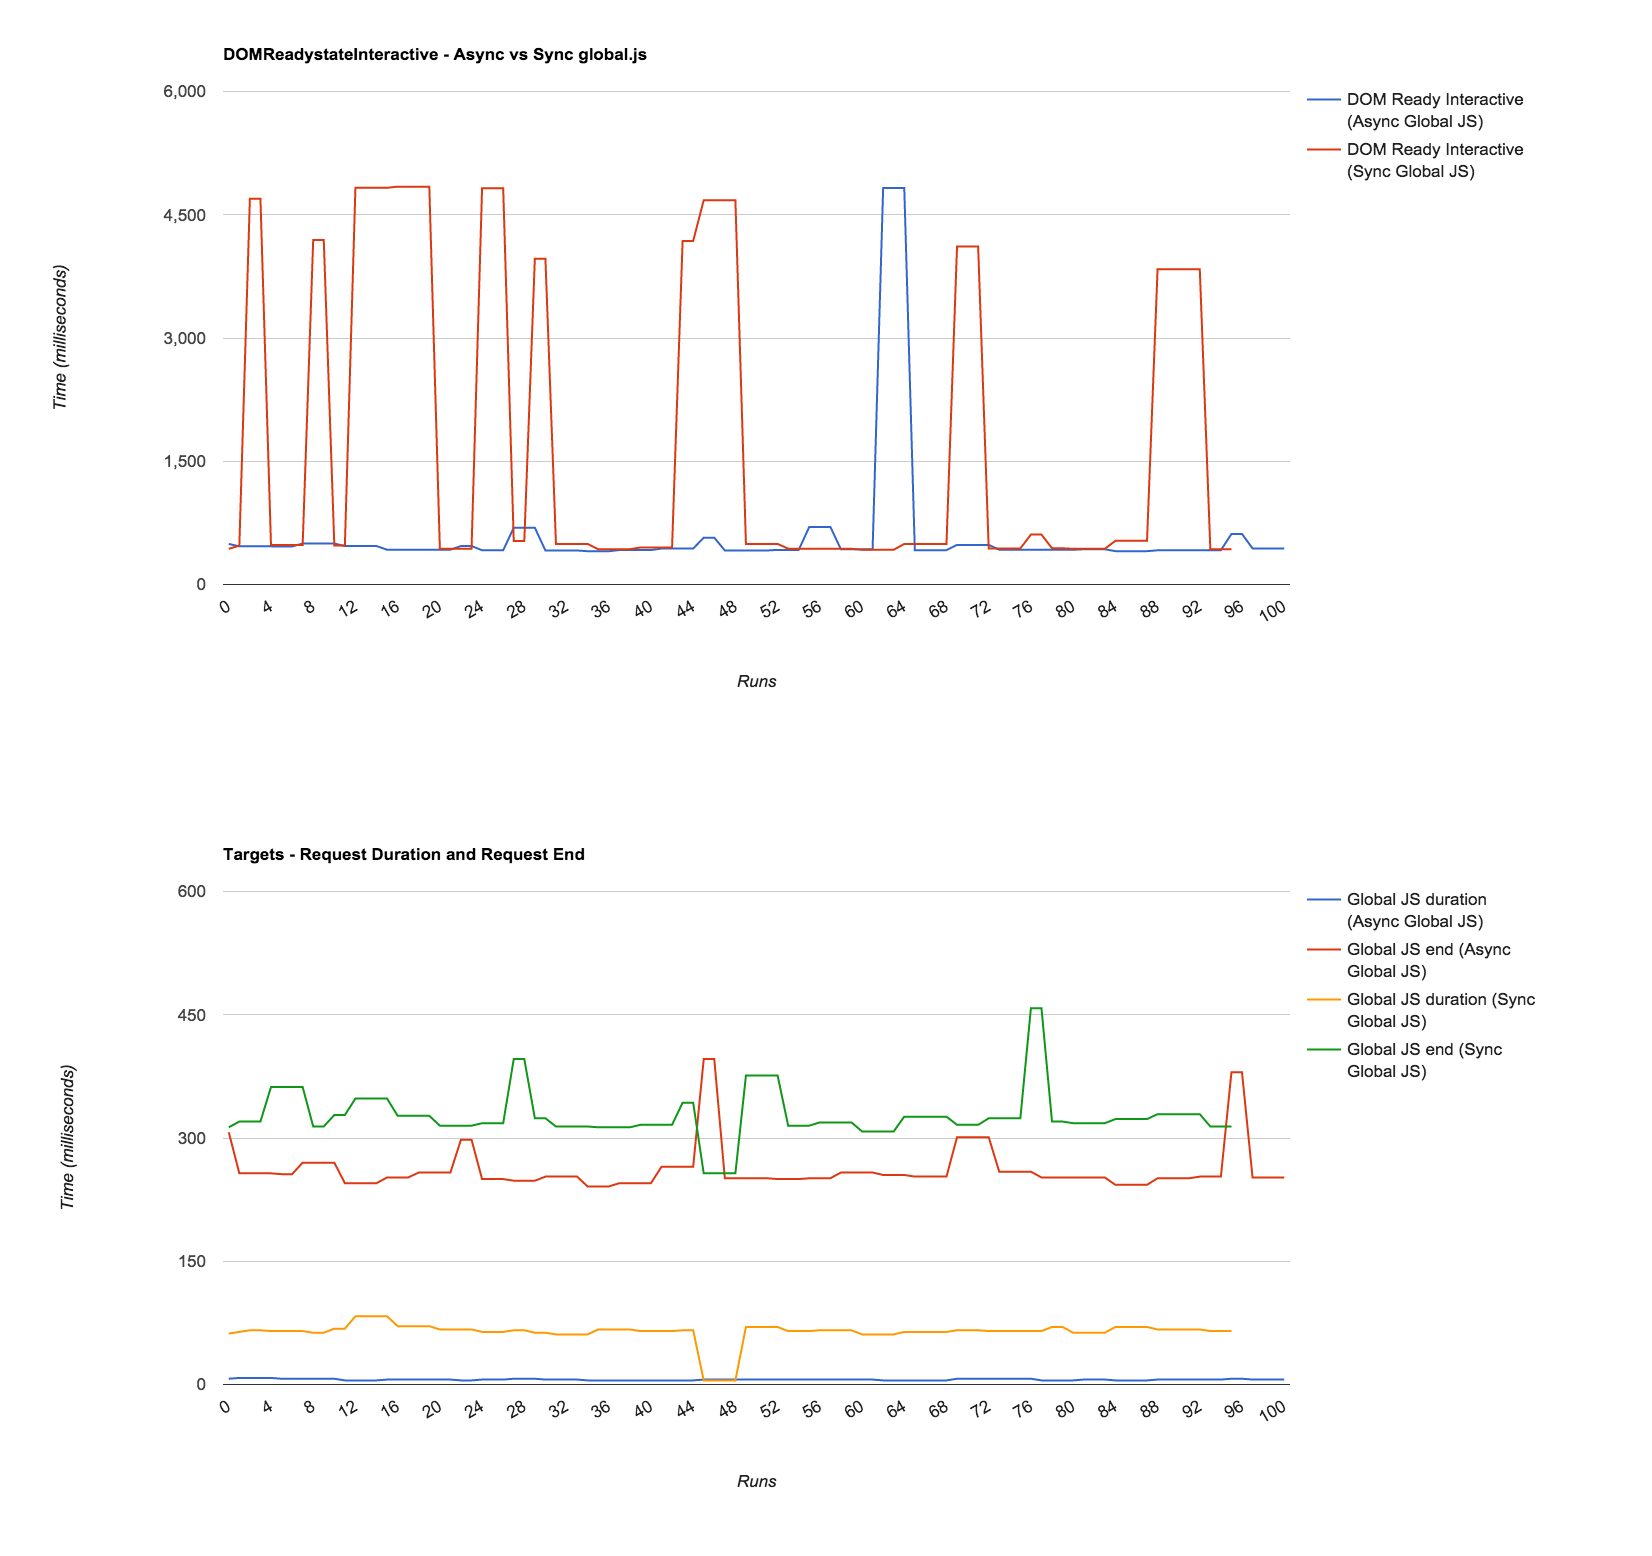 DOMReadystateInteractive - Async vs Sync global.js
6,000
4,500
3,000
1,500
0
Time (milliseconds)
0 4 8 12 16 20 24 28 32 36 40 44 48 52 56 60 64 68 72 76 80 84 88 92 96 100
Runs
DOM Ready Interactive
(Async Global JS)
DOM Ready Interactive
(Sync Global JS)
Targets - Request Duration and Request End
600
450
300
150
0
Time (milliseconds)
0 4 8 12 16 20 24 28 32 36 40 44 48 52 56 60 64 68 72 76 80 84 88 92 96 100
Runs
Global JS duration
(Async Global JS)
Global JS end (Async
Global JS)
Global JS duration (Sync
Global JS)
Global JS end (Sync
Global JS)